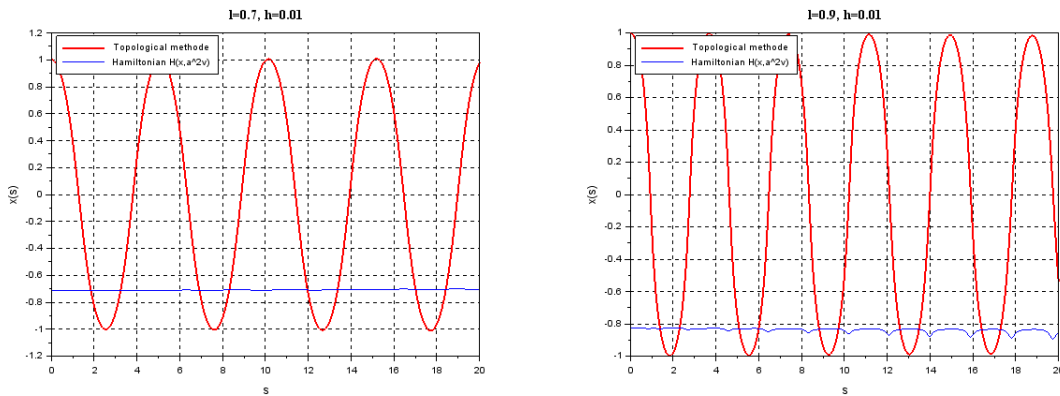 l=0.7, h=0.01
1.2
1
0.8
0.6
0.4
0.2
0
-0.2
-0.4
-0.6
-0.8
-1
-1.2
x(s)
Topological methode
Hamiltonian H(x,a^2v)
0 2 4 6 8 10 12 14 16 18 20
s
l=0.9, h=0.01
1
0.8
0.6
0.4
0.2
0
-0.2
-0.4
-0.6
-0.8
-1
x(s)
Topological methode
Hamiltonian H(x,a^2v)
0 2 4 6 8 10 12 14 16 18 20
s